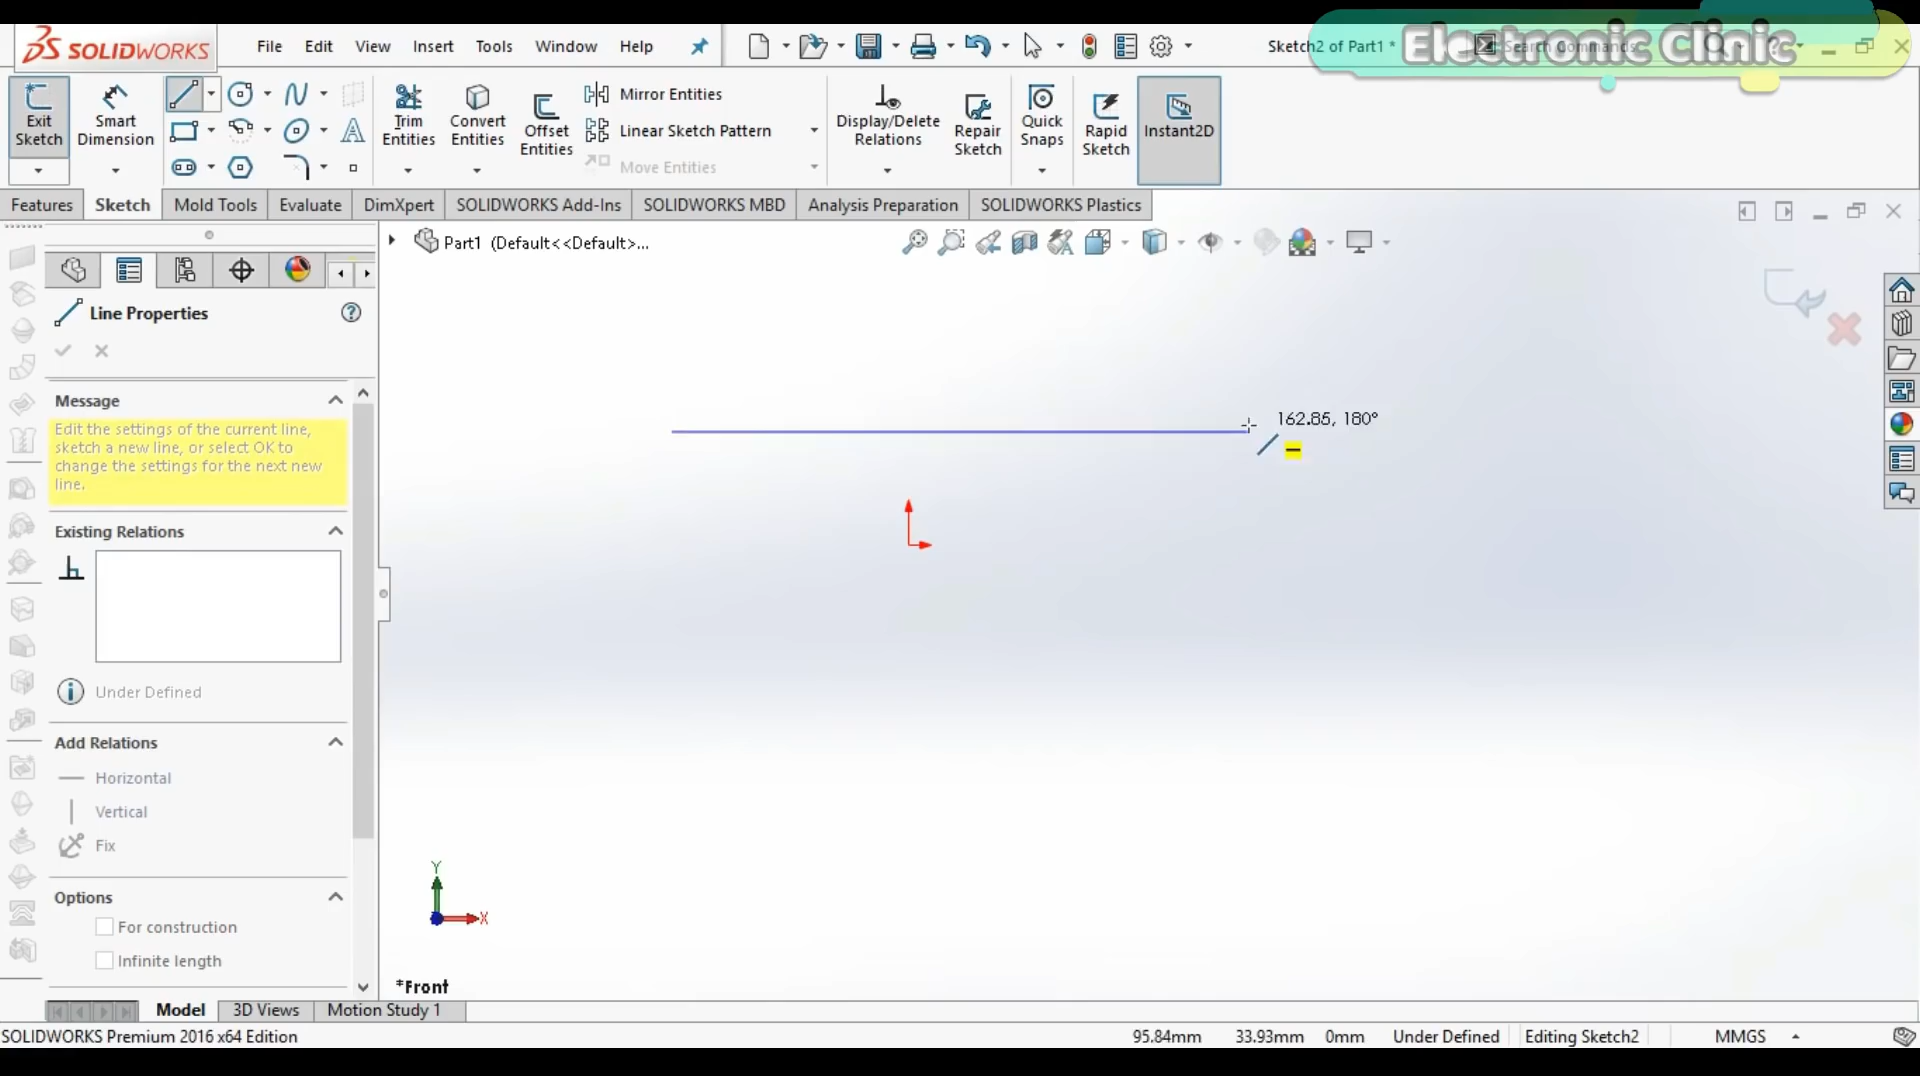 SOLIDWORKS File Edit View Insert Tools Window Help Sketch2 of Part1 * Search Commands
Electronic Clinic
Exit Sketch
Smart Dimension
Trim Entities
Convert Entities
Offset Entities
Mirror Entities
Linear Sketch Pattern
Move Entities
Display/Delete Relations
Repair Sketch
Quick Snaps
Rapid Sketch
Instant2D
Features Sketch Mold Tools Evaluate DimXpert SOLIDWORKS Add-Ins SOLIDWORKS MBD Analysis Preparation SOLIDWORKS Plastics
Part1 (Default<<Default>...
Line Properties
Message
Edit the settings of the current line,
sketch a new line, or select OK to
change the settings for the next new
line.
162.85, 180°
Existing Relations
Under Defined
Add Relations
Horizontal
Vertical
Fix
Options
For construction
Infinite length
Y
X
*Front
Model 3D Views Motion Study 1
SOLIDWORKS Premium 2016 x64 Edition 95.84mm 33.93mm 0mm Under Defined Editing Sketch2 MMGS